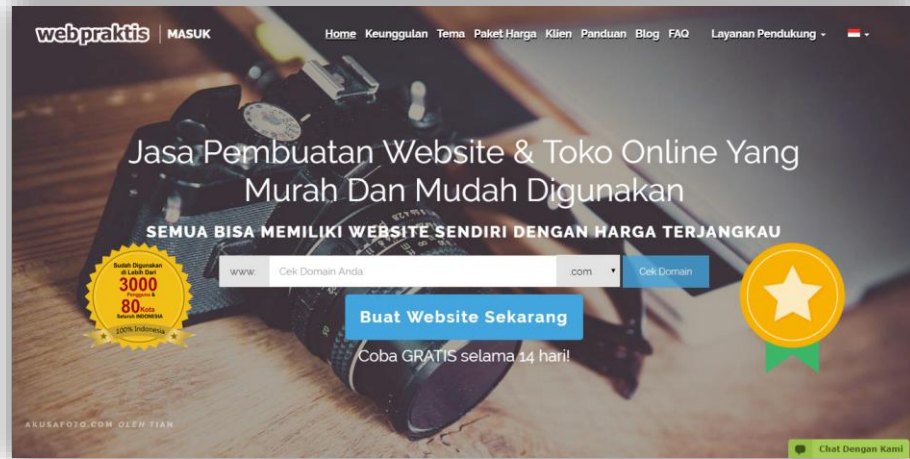 webpraktis | MASUK
Home Keunggulan Tema Paket Harga Klien Panduan Blog FAQ Layanan Pendukung
Jasa Pembuatan Website & Toko Online Yang
Murah Dan Mudah Digunakan
SEMUA BISA MEMILIKI WEBSITE SENDIRI DENGAN HARGA TERJANGKAU
Sudah Digunakan
di Lebih Dari
3000
Pengguna &
80 Kota
Seluruh INDONESIA
100% Indonesia
www. Cek Domain Anda .com Cek Domain
Buat Website Sekarang
Coba GRATIS selama 14 hari!
AKUSAFOTO.COM OLEH TIAN
Chat Dengan Kami